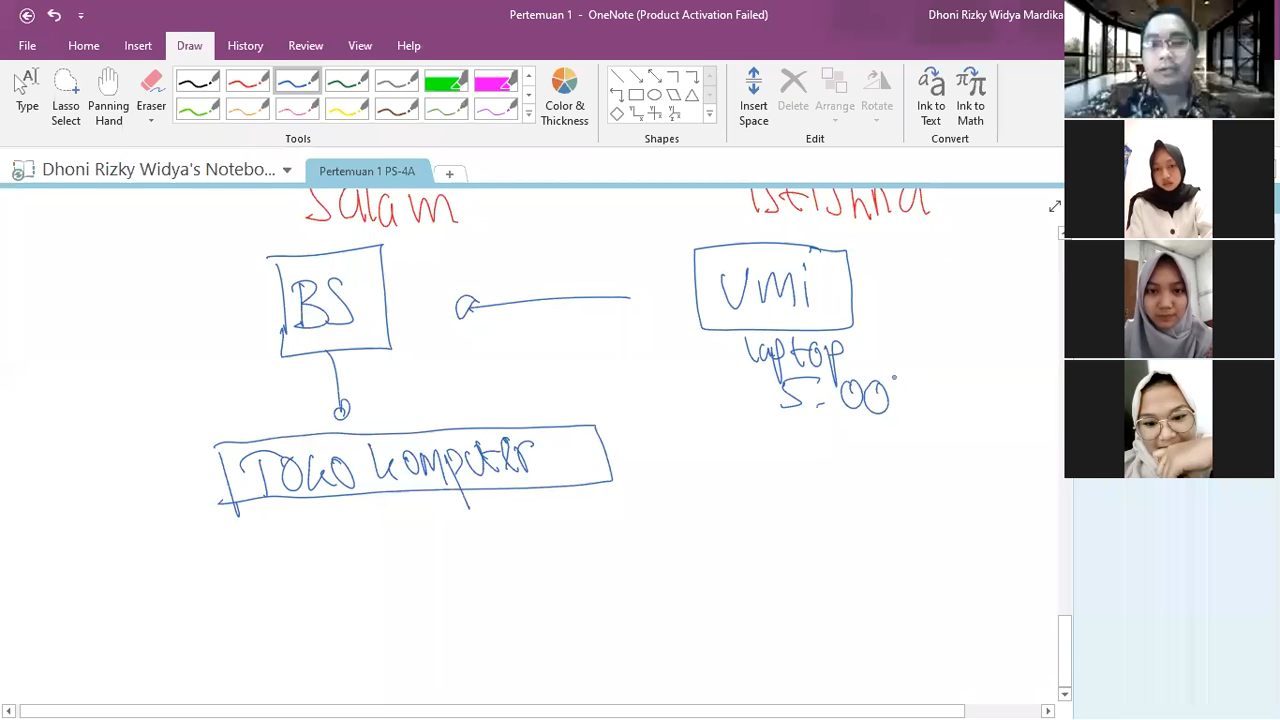 Pertemuan 1 - OneNote (Product Activation Failed)
Dhoni Rizky Widya Mardika
File Home Insert Draw History Review View Help
Type
Lasso Select
Panning Hand
Eraser
Color & Thickness
Insert Space
Delete
Arrange
Rotate
Ink to Text
Ink to Math
Tools
Shapes
Edit
Convert
Dhoni Rizky Widya's Notebo...
Pertemuan 1 PS-4A
Salam
Istishna
BS
UMi
laptop
5.00
Toko Komputer